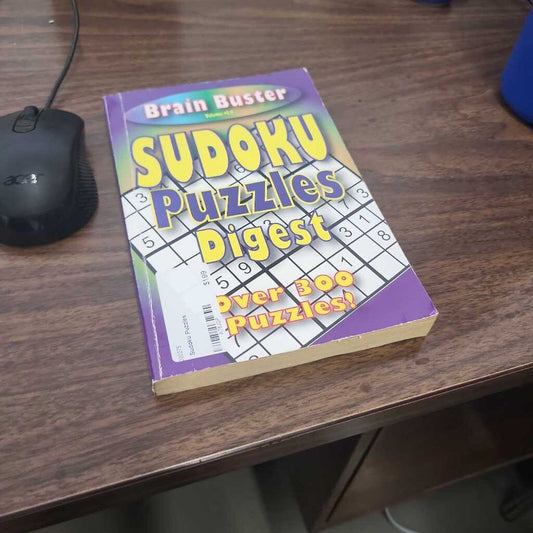 Brain Buster
SUDOKU
Puzzles
Digest
over 300
Puzzles!
$1.99
Sudoku Puzzles
acer